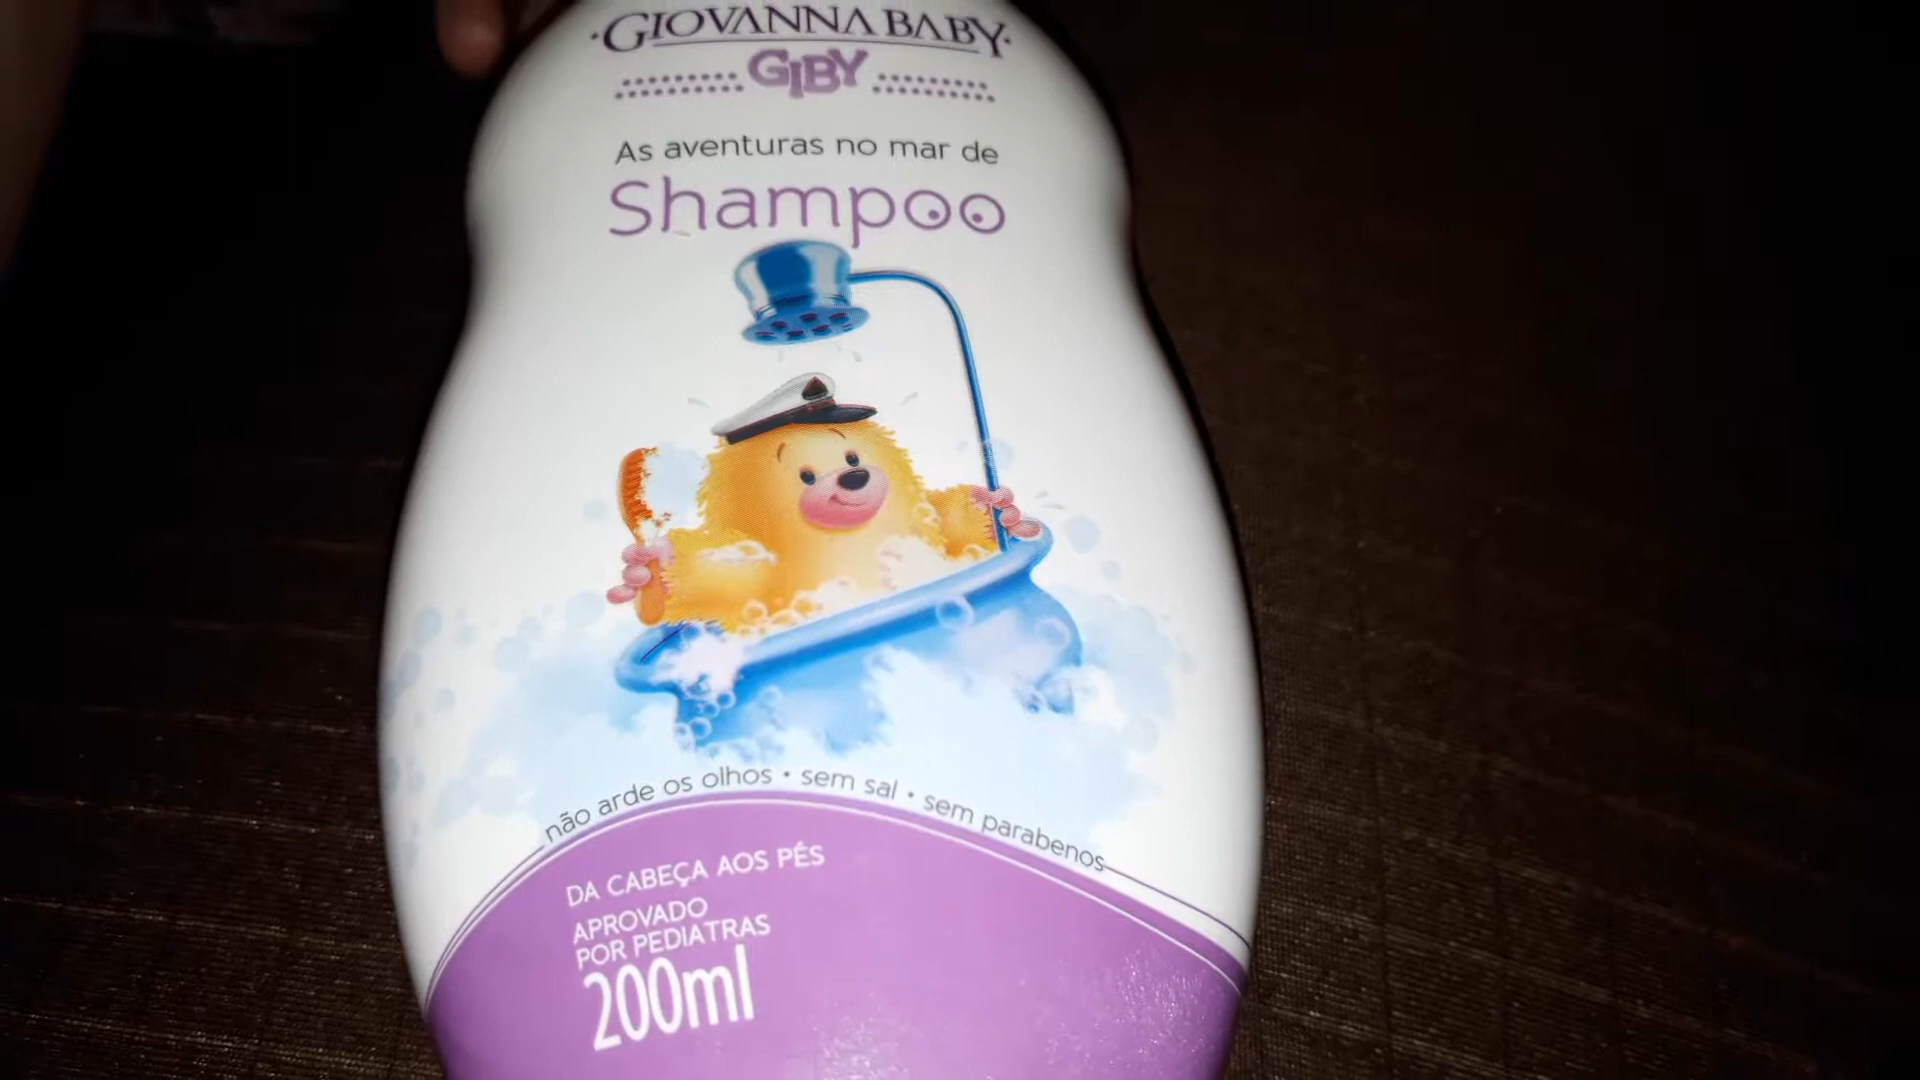 ·GIOVANNA BABY·
GIBY
As aventuras no mar de
Shampoo
não arde os olhos • sem sal • sem parabenos
DA CABEÇA AOS PÉS
APROVADO
POR PEDIATRAS
200ml